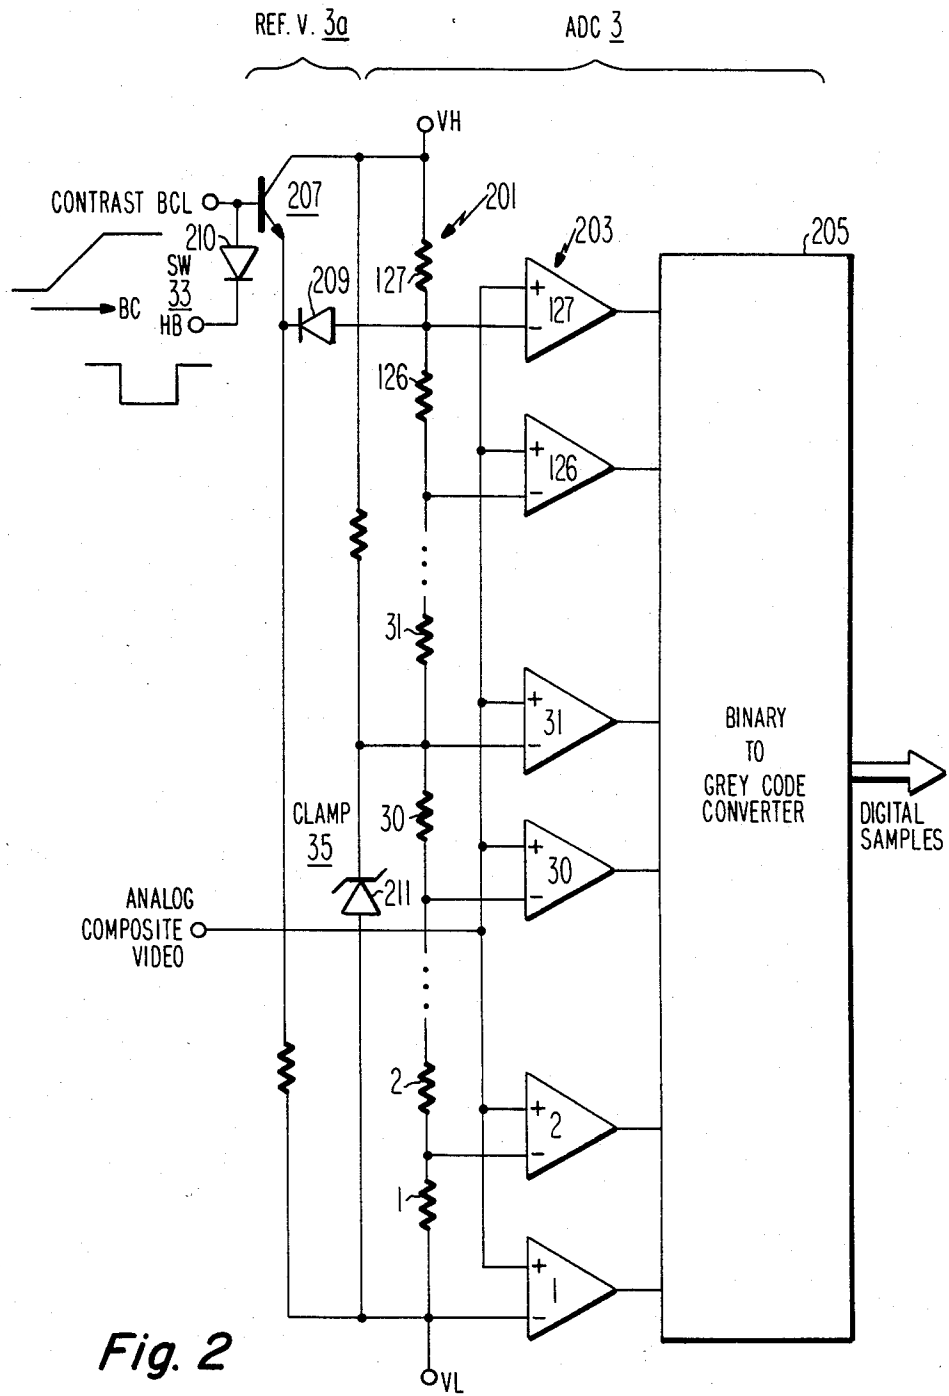 REF. V. 3a
ADC 3
VH
CONTRAST BCL
207
201
203
205
210
SW
33
BC
HB
209
127
+
127
-
126
+
126
-
31
+
31
-
BINARY
TO
GREY CODE
CONVERTER
CLAMP
35
30
+
30
-
DIGITAL
SAMPLES
211
ANALOG
COMPOSITE
VIDEO
2
+
2
-
1
+
1
-
VL
Fig. 2